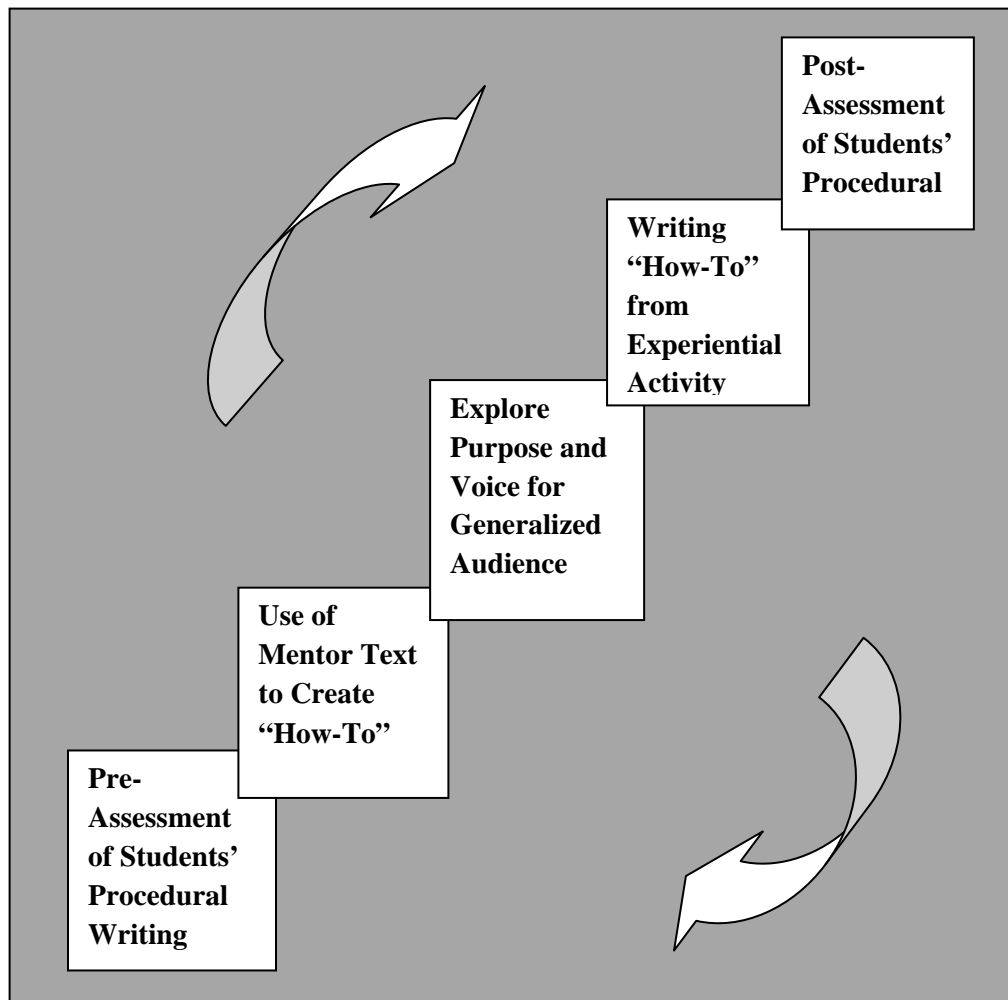 Post-
Assessment
of Students’
Procedural
Writing
“How-To”
from
Experiential
Activity
Explore
Purpose and
Voice for
Generalized
Audience
Use of
Mentor Text
to Create
“How-To”
Pre-
Assessment
of Students’
Procedural
Writing